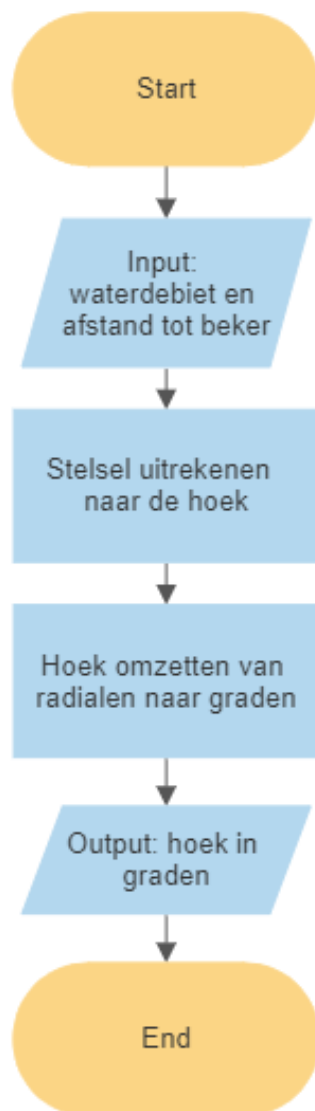 Start
Input:
waterdebiet en
afstand tot beker
Stelsel uitrekenen
naar de hoek
Hoek omzetten van
radialen naar graden
Output: hoek in
graden
End